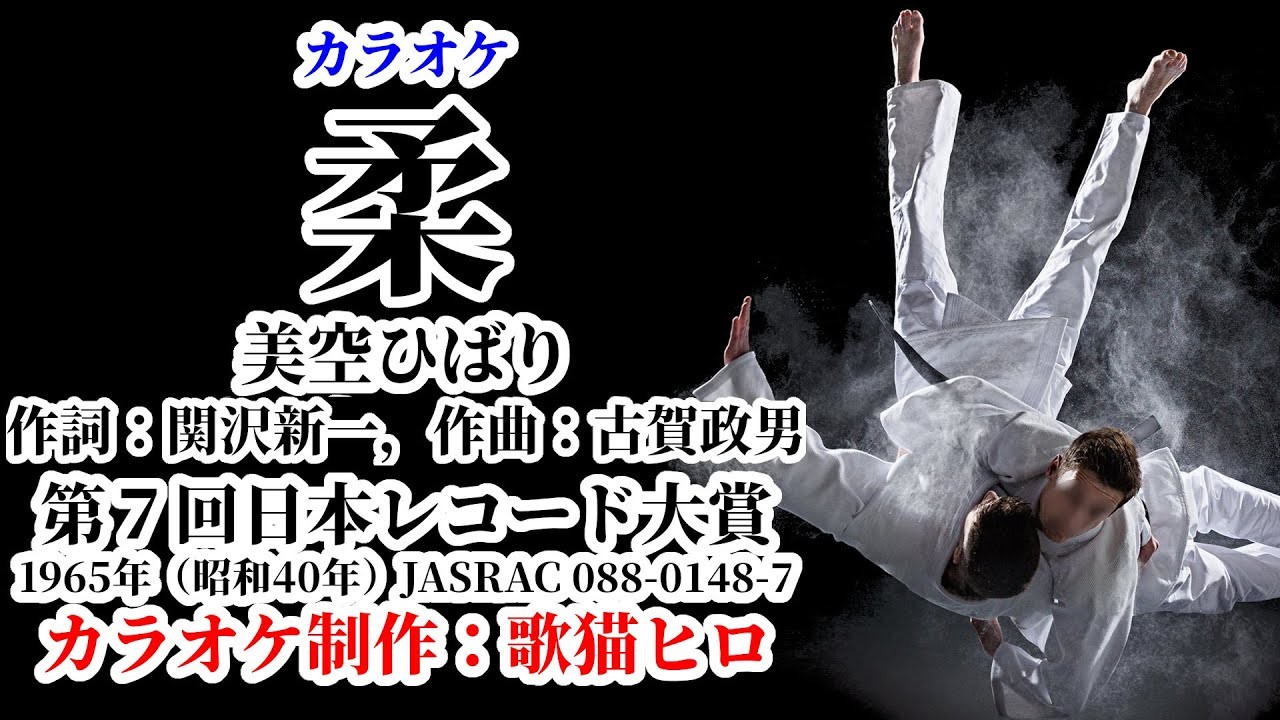 カラオケ
柔
美空ひばり
作詞：関沢新一，作曲：古賀政男
第７回日本レコード大賞
1965年（昭和40年）JASRAC 088-0148-7
カラオケ制作：歌猫ヒロ